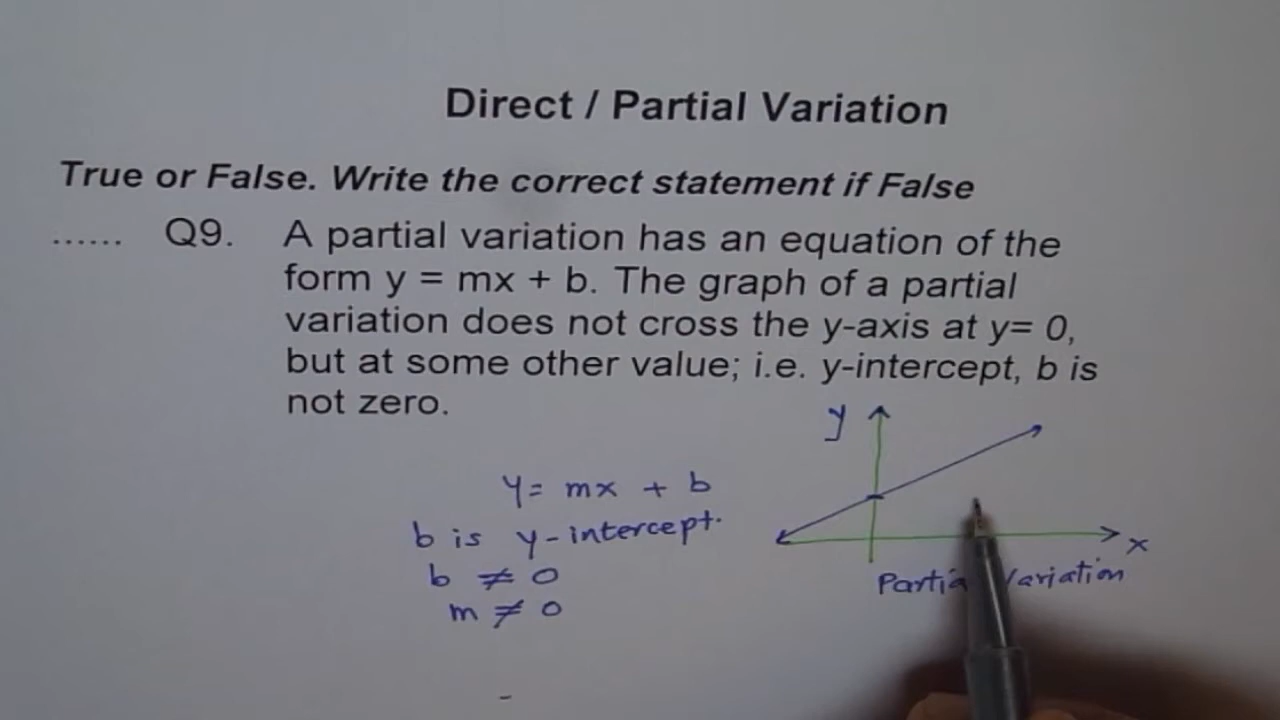 Direct / Partial Variation
True or False. Write the correct statement if False
...... Q9. A partial variation has an equation of the
form y = mx + b. The graph of a partial
variation does not cross the y-axis at y= 0,
but at some other value; i.e. y-intercept, b is
not zero.
y
y = mx + b
b is y-intercept.
x
b ≠ 0
Variation
m ≠ 0